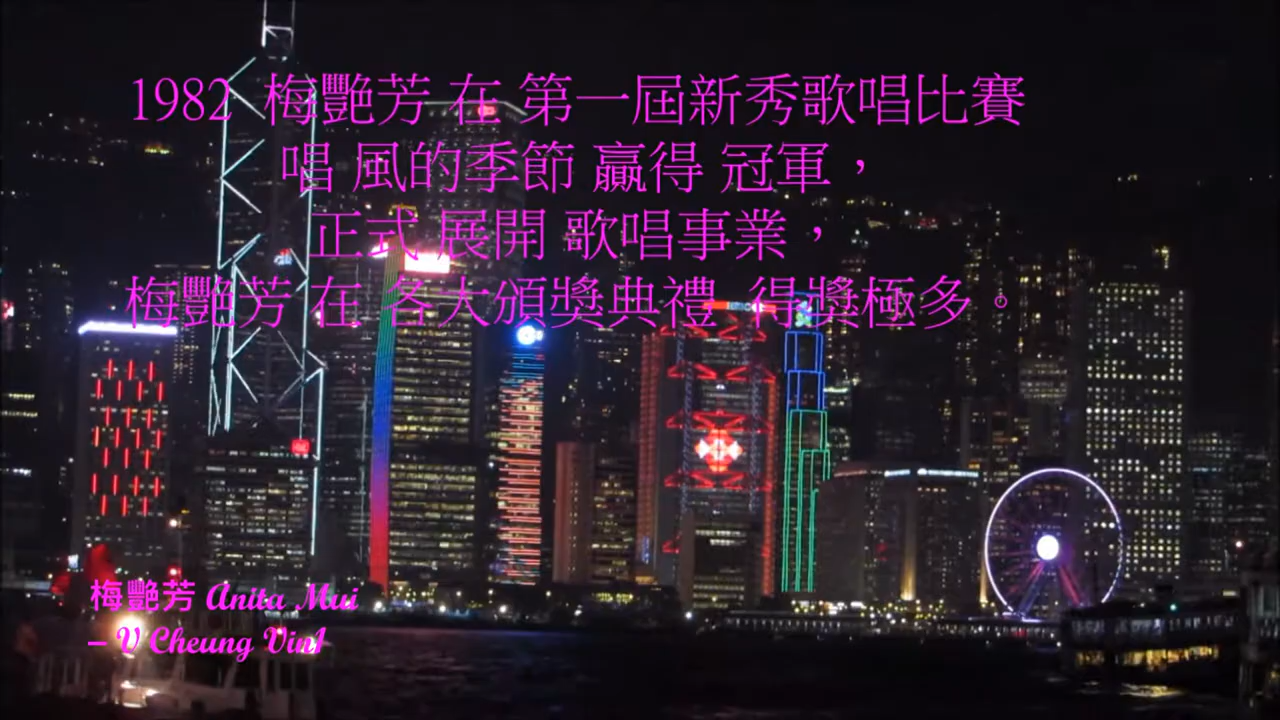 1982 梅艷芳 在 第一屆新秀歌唱比賽
唱 風的季節 贏得 冠軍，
正式 展開 歌唱事業，
梅艷芳 在 各大頒獎典禮 得獎極多。
梅艷芳 Anita Mui
– V Cheung Vin1